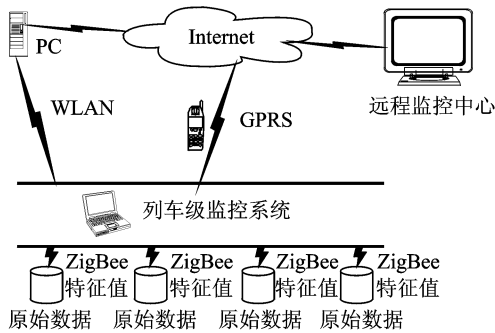 PC
Internet
远程监控中心
WLAN
GPRS
列车级监控系统
ZigBee ZigBee ZigBee ZigBee
特征值 特征值 特征值 特征值
原始数据 原始数据 原始数据 原始数据